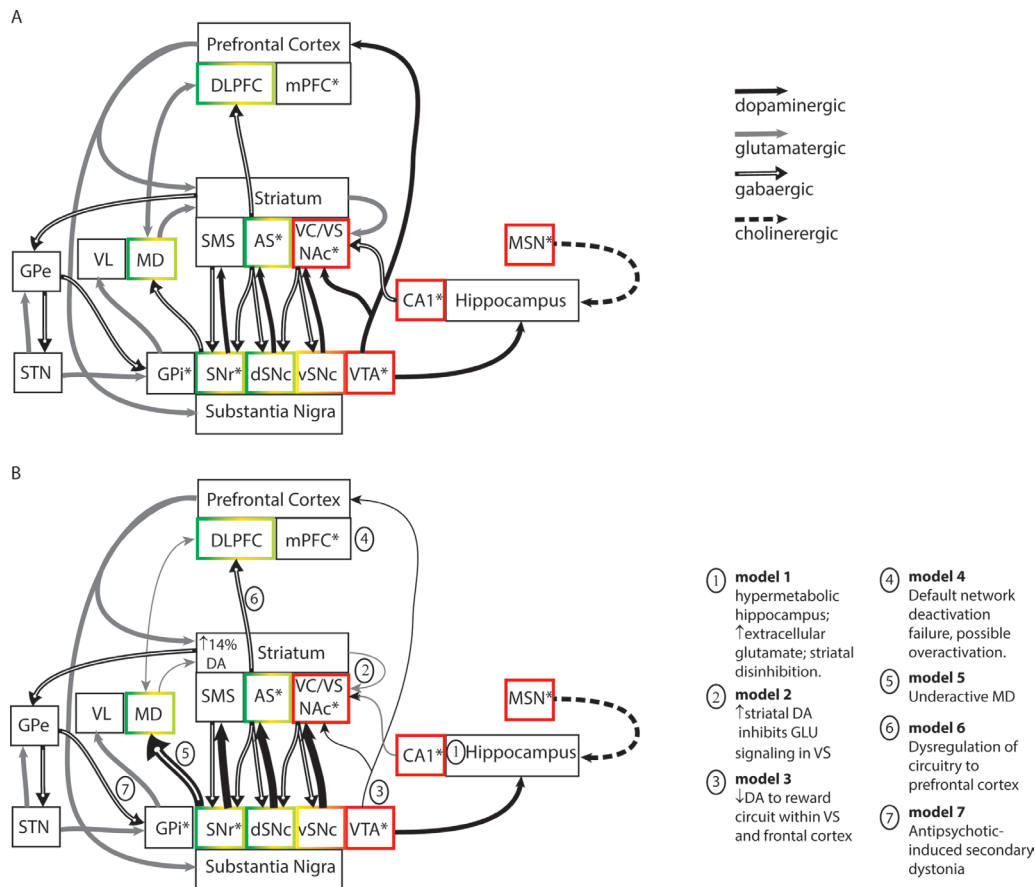 A
Prefrontal Cortex
DLPFC
mPFC*
dopaminergic
glutamatergic
gabaergic
cholinerergic
Striatum
SMS
AS*
VC/VS
NAc*
MSN*
VL
MD
GPe
CA1*
Hippocampus
STN
GPi*
SNr*
dSNc
vSNc
VTA*
Substantia Nigra
B
Prefrontal Cortex
DLPFC
mPFC*
4
6
↑14%
DA
Striatum
2
SMS
AS*
VC/VS
NAc*
MSN*
VL
MD
GPe
5
CA1*
1
Hippocampus
7
3
STN
GPi*
SNr*
dSNc
vSNc
VTA*
Substantia Nigra
1
model 1
hypermetabolic
hippocampus;
↑extracellular
glutamate; striatal
disinhibition.
2
model 2
↑striatal DA
inhibits GLU
signaling in VS
3
model 3
↓DA to reward
circuit within VS
and frontal cortex
4
model 4
Default network
deactivation
failure, possible
overactivation.
5
model 5
Underactive MD
6
model 6
Dysregulation of
circuitry to
prefrontal cortex
7
model 7
Antipsychotic-
induced secondary
dystonia